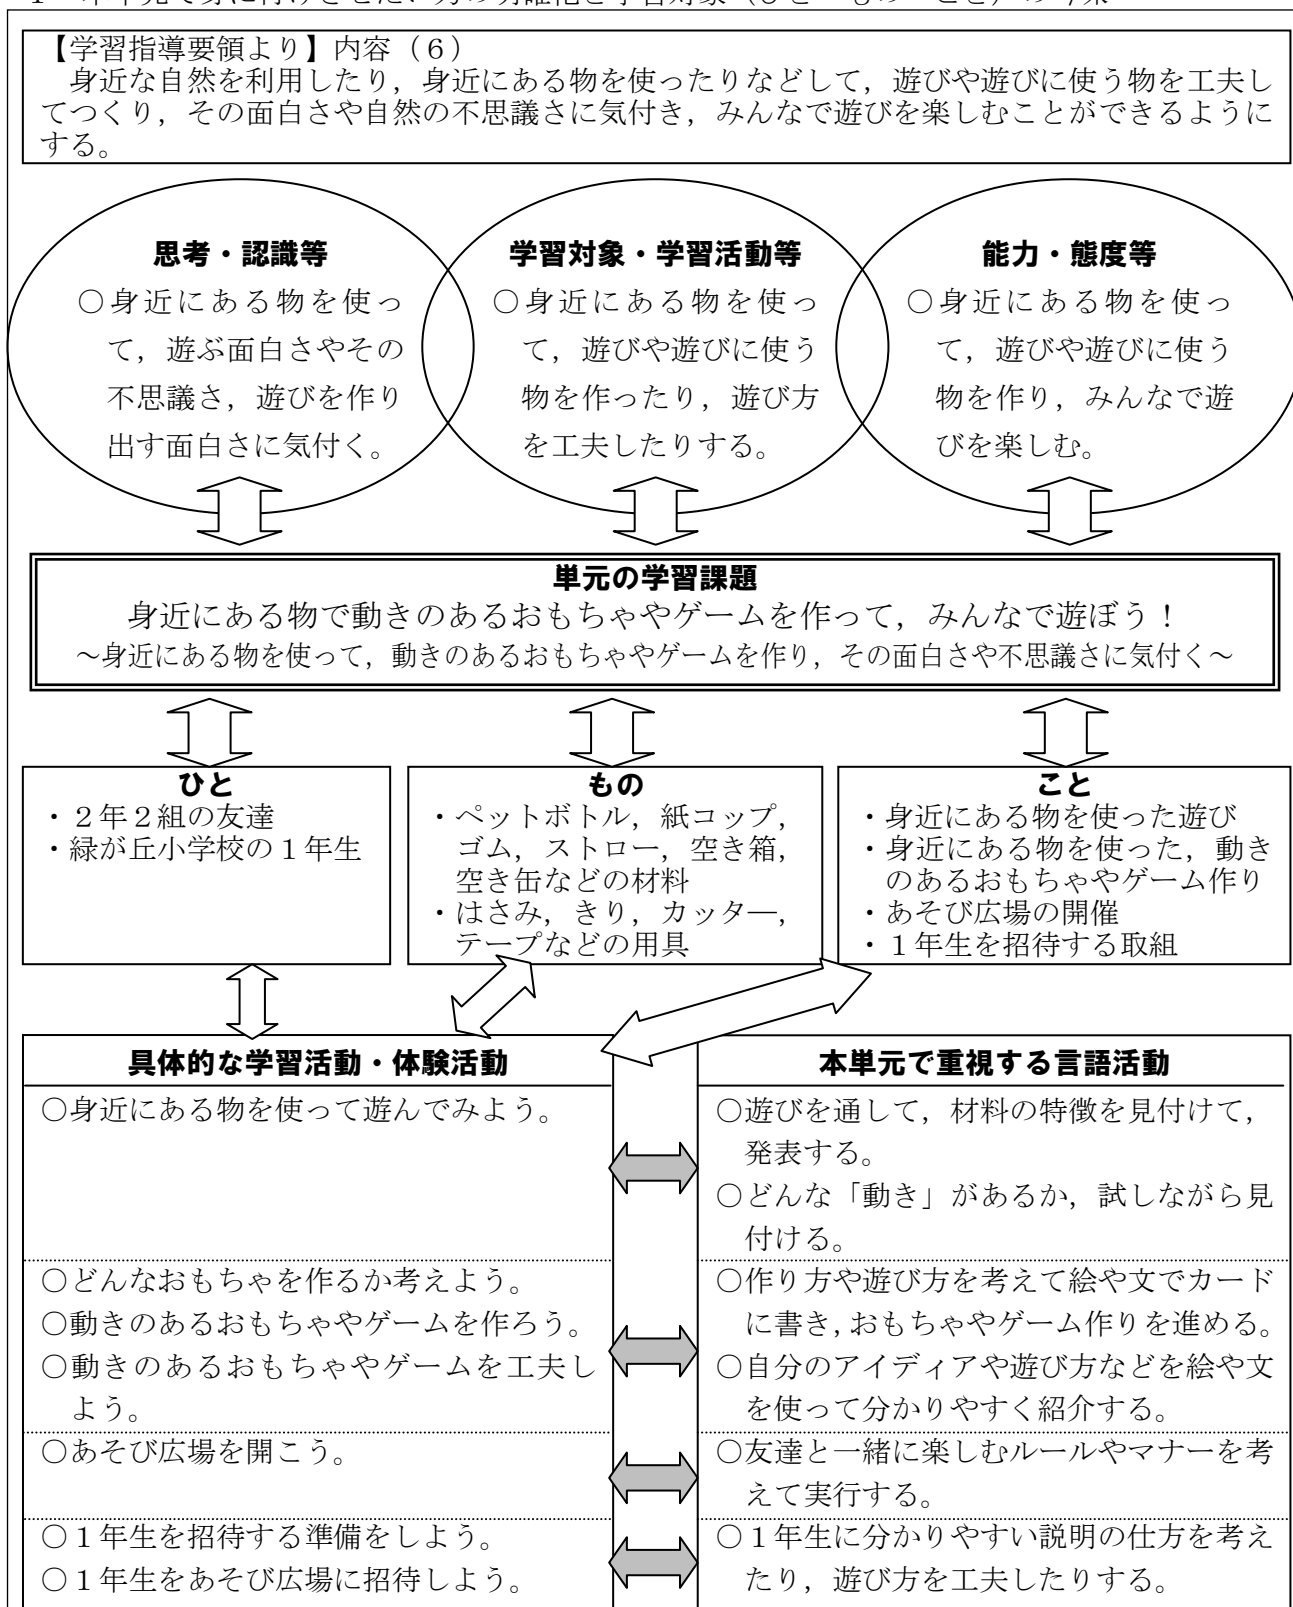 【学習指導要領より】内容（６）
身近な自然を利用したり，身近にある物を使ったりなどして，遊びや遊びに使う物を工夫し
てつくり，その面白さや自然の不思議さに気付き，みんなで遊びを楽しむことができるように
する。
思考・認識等
○身近にある物を使っ
て，遊ぶ面白さやその
不思議さ，遊びを作り
出す面白さに気付く。
学習対象・学習活動等
○身近にある物を使っ
て，遊びや遊びに使う
物を作ったり，遊び方
を工夫したりする。
能力・態度等
○身近にある物を使っ
て，遊びや遊びに使う
物を作り，みんなで遊
びを楽しむ。
単元の学習課題
身近にある物で動きのあるおもちゃやゲームを作って，みんなで遊ぼう！
～身近にある物を使って，動きのあるおもちゃやゲームを作り，その面白さや不思議さに気付く～
ひと
・２年２組の友達
・緑が丘小学校の１年生
もの
・ペットボトル，紙コップ，
ゴム，ストロー，空き箱，
空き缶などの材料
・はさみ，きり，カッタ―，
テープなどの用具
こと
・身近にある物を使った遊び
・身近にある物を使った，動き
のあるおもちゃやゲーム作り
・あそび広場の開催
・１年生を招待する取組
具体的な学習活動・体験活動
○身近にある物を使って遊んでみよう。
○どんなおもちゃを作るか考えよう。
○動きのあるおもちゃやゲームを作ろう。
○動きのあるおもちゃやゲームを工夫し
よう。
○あそび広場を開こう。
○１年生を招待する準備をしよう。
○１年生をあそび広場に招待しよう。
本単元で重視する言語活動
○遊びを通して，材料の特徴を見付けて，
発表する。
○どんな「動き」があるか，試しながら見
付ける。
○作り方や遊び方を考えて絵や文でカード
に書き,おもちゃやゲーム作りを進める。
○自分のアイディアや遊び方などを絵や文
を使って分かりやすく紹介する。
○友達と一緒に楽しむルールやマナーを考
えて実行する。
○１年生に分かりやすい説明の仕方を考え
たり，遊び方を工夫したりする。